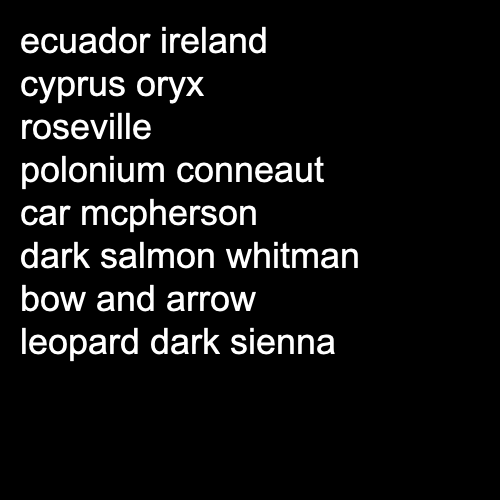 ecuador ireland
cyprus oryx
roseville
polonium conneaut
car mcpherson
dark salmon whitman
bow and arrow
leopard dark sienna